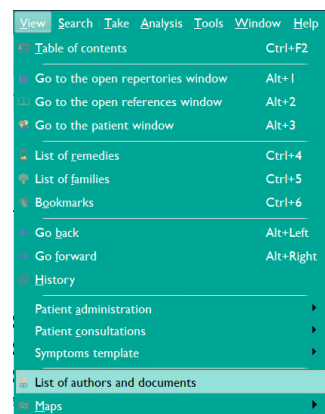 View Search Take Analysis Tools Window Help
Table of contents Ctrl+F2
Go to the open repertories window Alt+1
Go to the open references window Alt+2
Go to the patient window Alt+3
List of remedies Ctrl+4
List of families Ctrl+5
Bookmarks Ctrl+6
Go back Alt+Left
Go forward Alt+Right
History
Patient administration
Patient consultations
Symptoms template
List of authors and documents
Maps